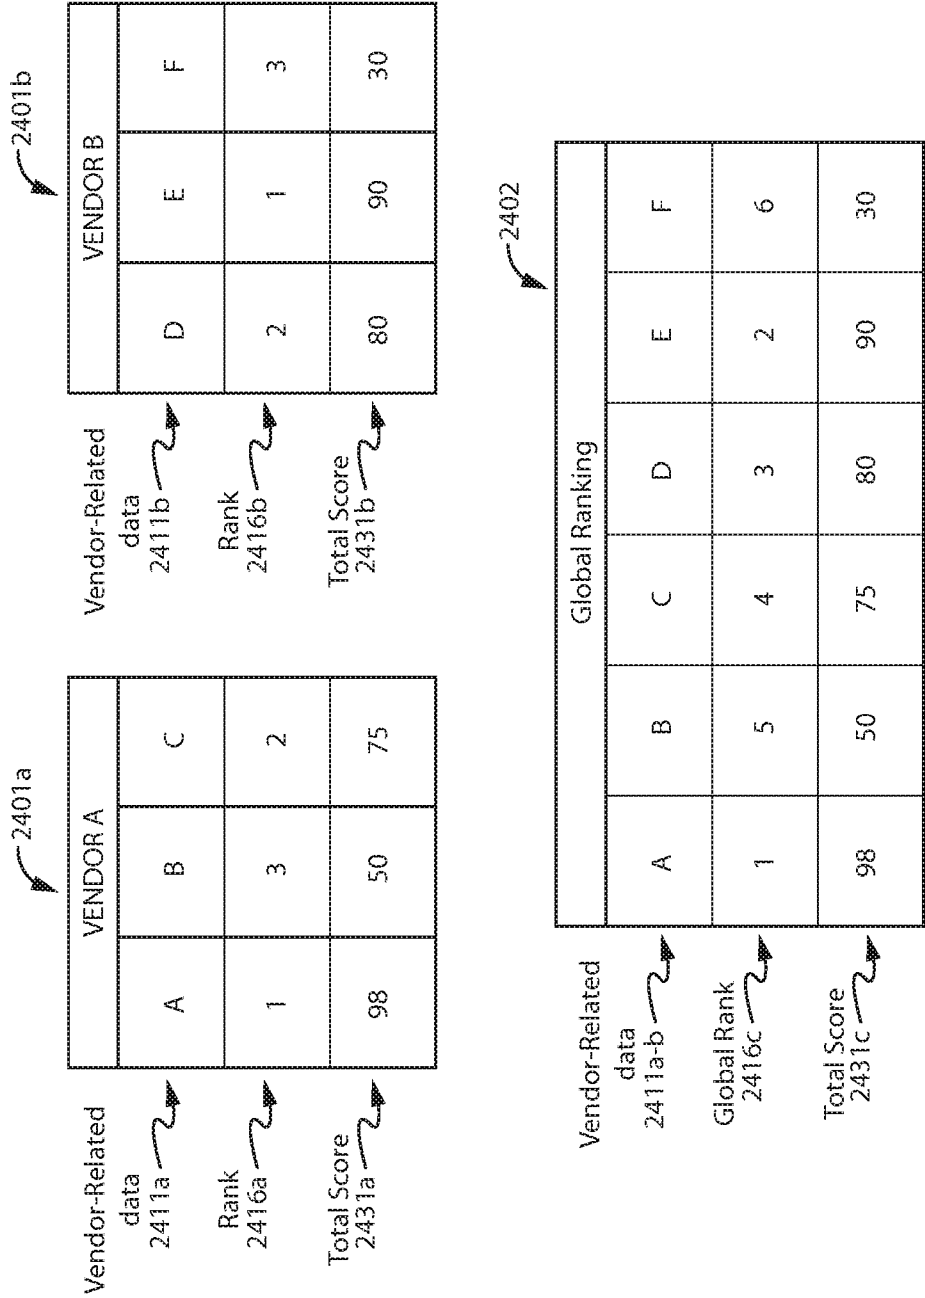 2401a
VENDOR A
Vendor-Related
data
2411a
A B C
Rank
2416a
1 3 2
Total Score
2431a
98 50 75
2401b
VENDOR B
Vendor-Related
data
2411b
D E F
Rank
2416b
2 1 3
Total Score
2431b
80 90 30
2402
Global Ranking
Vendor-Related
data
2411a-b
A B C D E F
Global Rank
2416c
1 5 4 3 2 6
Total Score
2431c
98 50 75 80 90 30